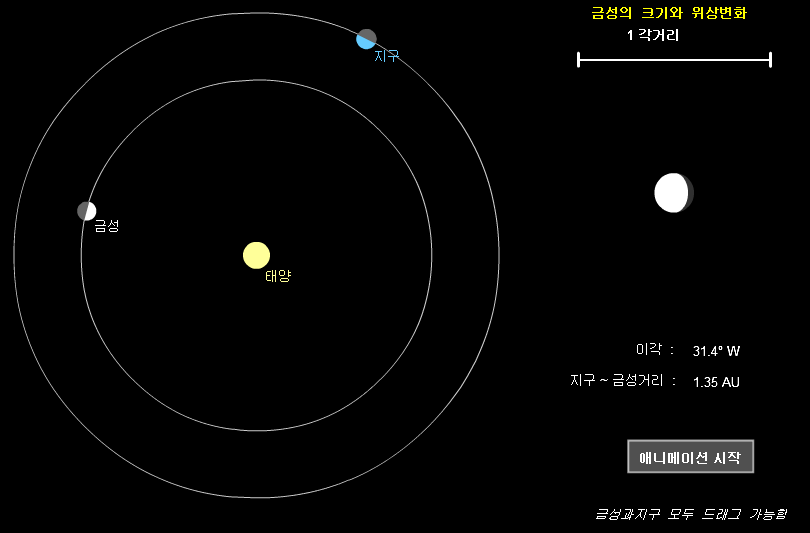 금성의 크기와 위상변화
1 각거리
지구
금성
태양
이각 : 31.4° W
지구 ~ 금성거리 : 1.35 AU
애니메이션 시작
금성과지구 모두 드래그 가능함